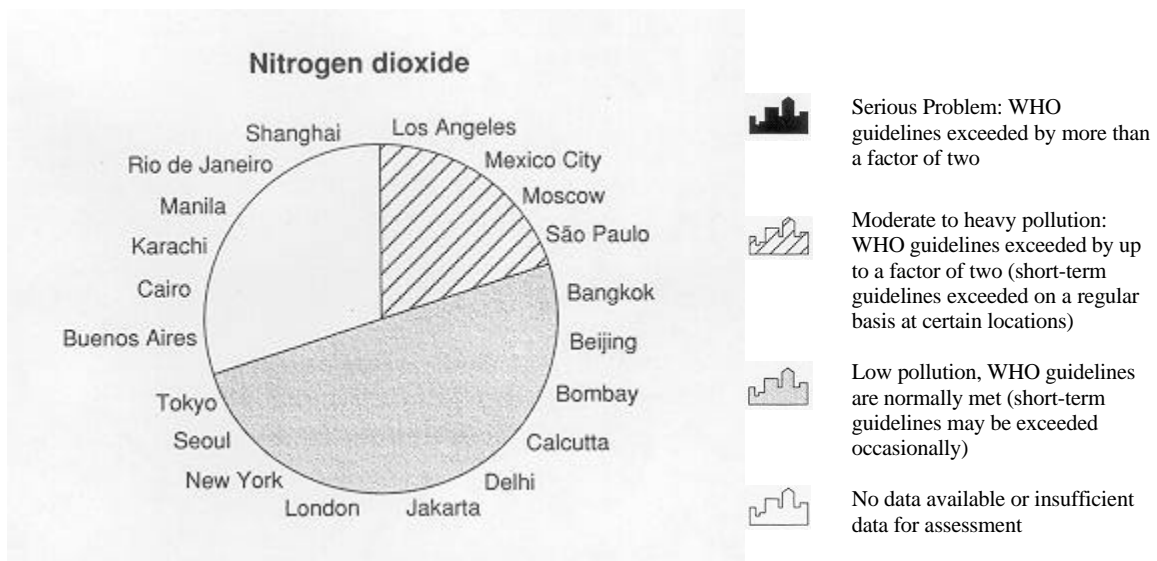 Nitrogen dioxide
Shanghai
Los Angeles
Rio de Janeiro
Mexico City
Manila
Moscow
Karachi
São Paulo
Cairo
Bangkok
Buenos Aires
Beijing
Tokyo
Bombay
Seoul
Calcutta
New York
Delhi
London
Jakarta
Serious Problem: WHO
guidelines exceeded by more than
a factor of two
Moderate to heavy pollution:
WHO guidelines exceeded by up
to a factor of two (short-term
guidelines exceeded on a regular
basis at certain locations)
Low pollution, WHO guidelines
are normally met (short-term
guidelines may be exceeded
occasionally)
No data available or insufficient
data for assessment